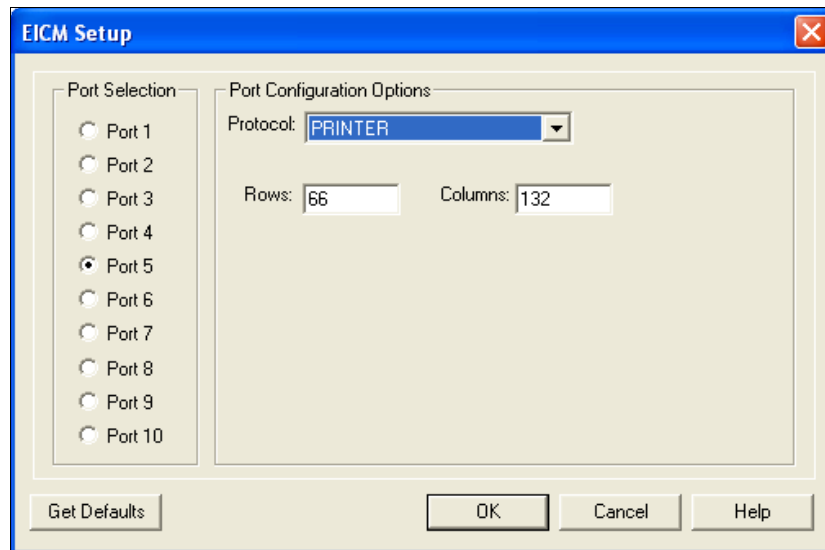 EICM Setup
Port Selection
Port 1
Port 2
Port 3
Port 4
Port 5
Port 6
Port 7
Port 8
Port 9
Port 10
Port Configuration Options
Protocol: PRINTER
Rows: 66 Columns: 132
Get Defaults OK Cancel Help